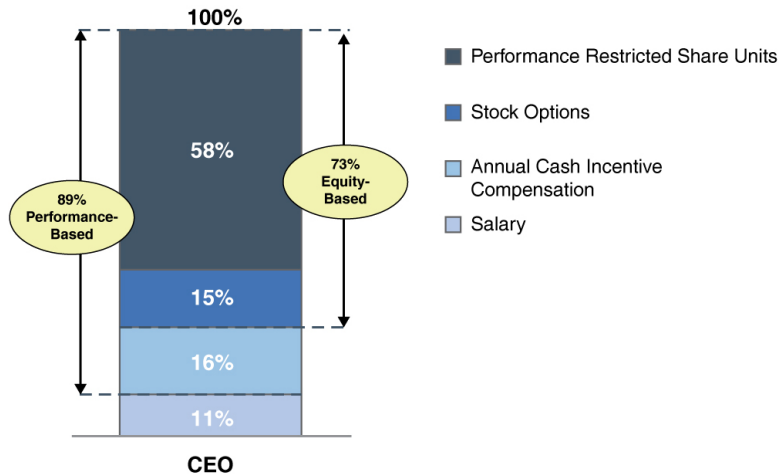 100%
58%
15%
16%
11%
89%
Performance-
Based
73%
Equity-
Based
CEO
Performance Restricted Share Units
Stock Options
Annual Cash Incentive
Compensation
Salary